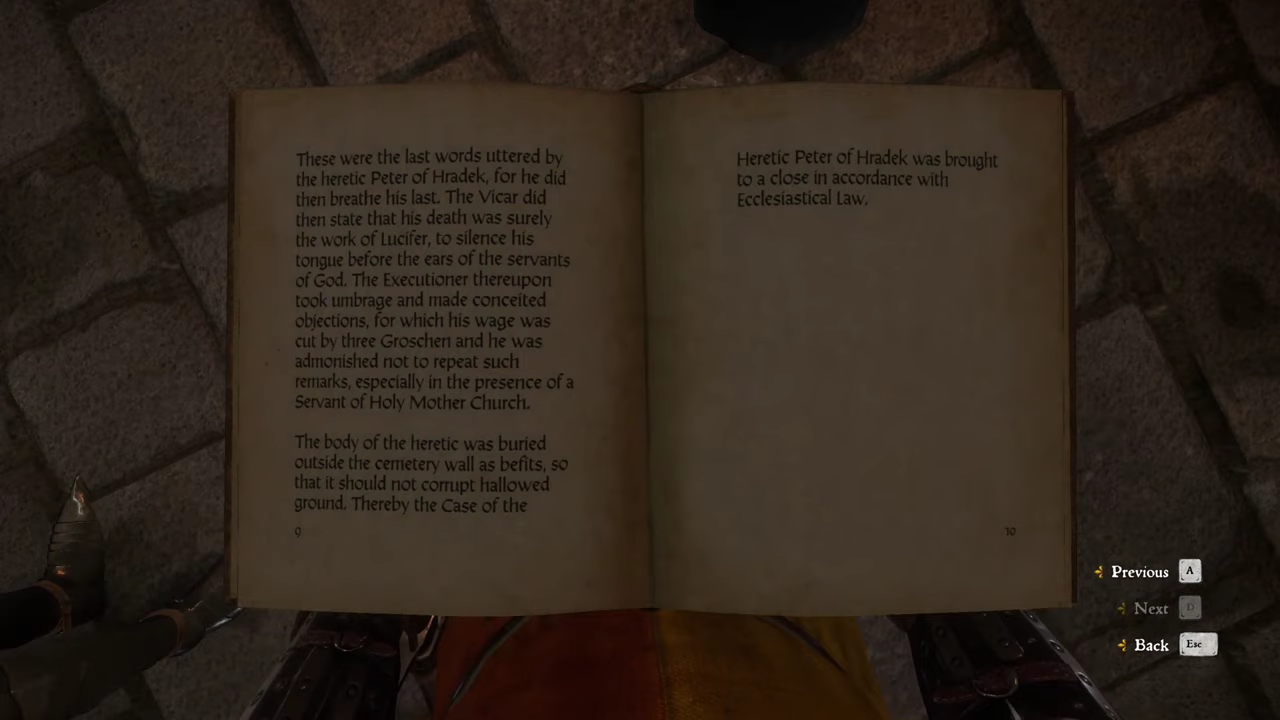 These were the last words uttered by
the heretic Peter of Hradek, for he did
then breathe his last. The Vicar did
then state that his death was surely
the work of Lucifer, to silence his
tongue before the ears of the servants
of God. The Executioner thereupon
took umbrage and made conceited
objections, for which his wage was
cut by three Groschen and he was
admonished not to repeat such
remarks, especially in the presence of a
Servant of Holy Mother Church.
The body of the heretic was buried
outside the cemetery wall as befits, so
that it should not corrupt hallowed
ground. Thereby the Case of the
9
Heretic Peter of Hradek was brought
to a close in accordance with
Ecclesiastical Law.
10
Previous A
Next D
Back Esc